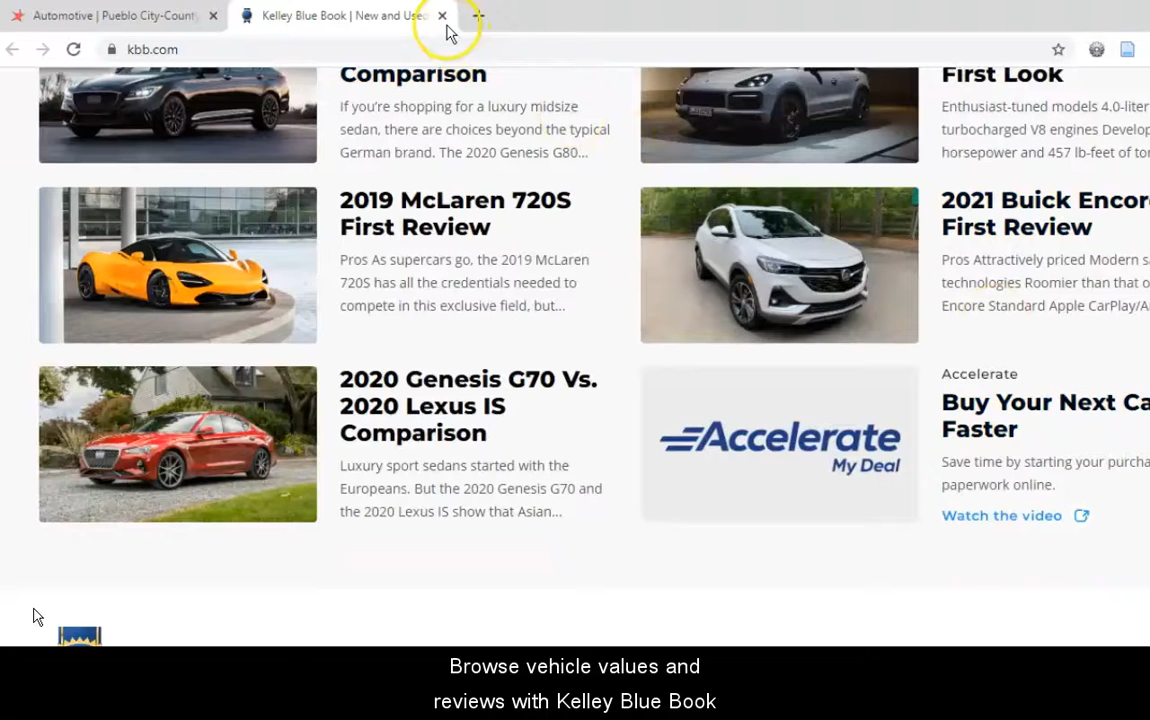 Automotive | Pueblo City-County
Kelley Blue Book | New and Used
kbb.com
Comparison
If you're shopping for a luxury midsize
sedan, there are choices beyond the typical
German brand. The 2020 Genesis G80...
First Look
Enthusiast-tuned models 4.0-liter
turbocharged V8 engines Develop
horsepower and 457 lb-feet of to
2019 McLaren 720S
First Review
Pros As supercars go, the 2019 McLaren
720S has all the credentials needed to
compete in this exclusive field, but...
2021 Buick Encor
First Review
Pros Attractively priced Modern sa
technologies Roomier than that o
Encore Standard Apple CarPlay/A
2020 Genesis G70 Vs.
2020 Lexus IS
Comparison
Luxury sport sedans started with the
Europeans. But the 2020 Genesis G70 and
the 2020 Lexus IS show that Asian...
Accelerate
My Deal
Accelerate
Buy Your Next Ca
Faster
Save time by starting your purcha
paperwork online.
Watch the video
Browse vehicle values and
reviews with Kelley Blue Book